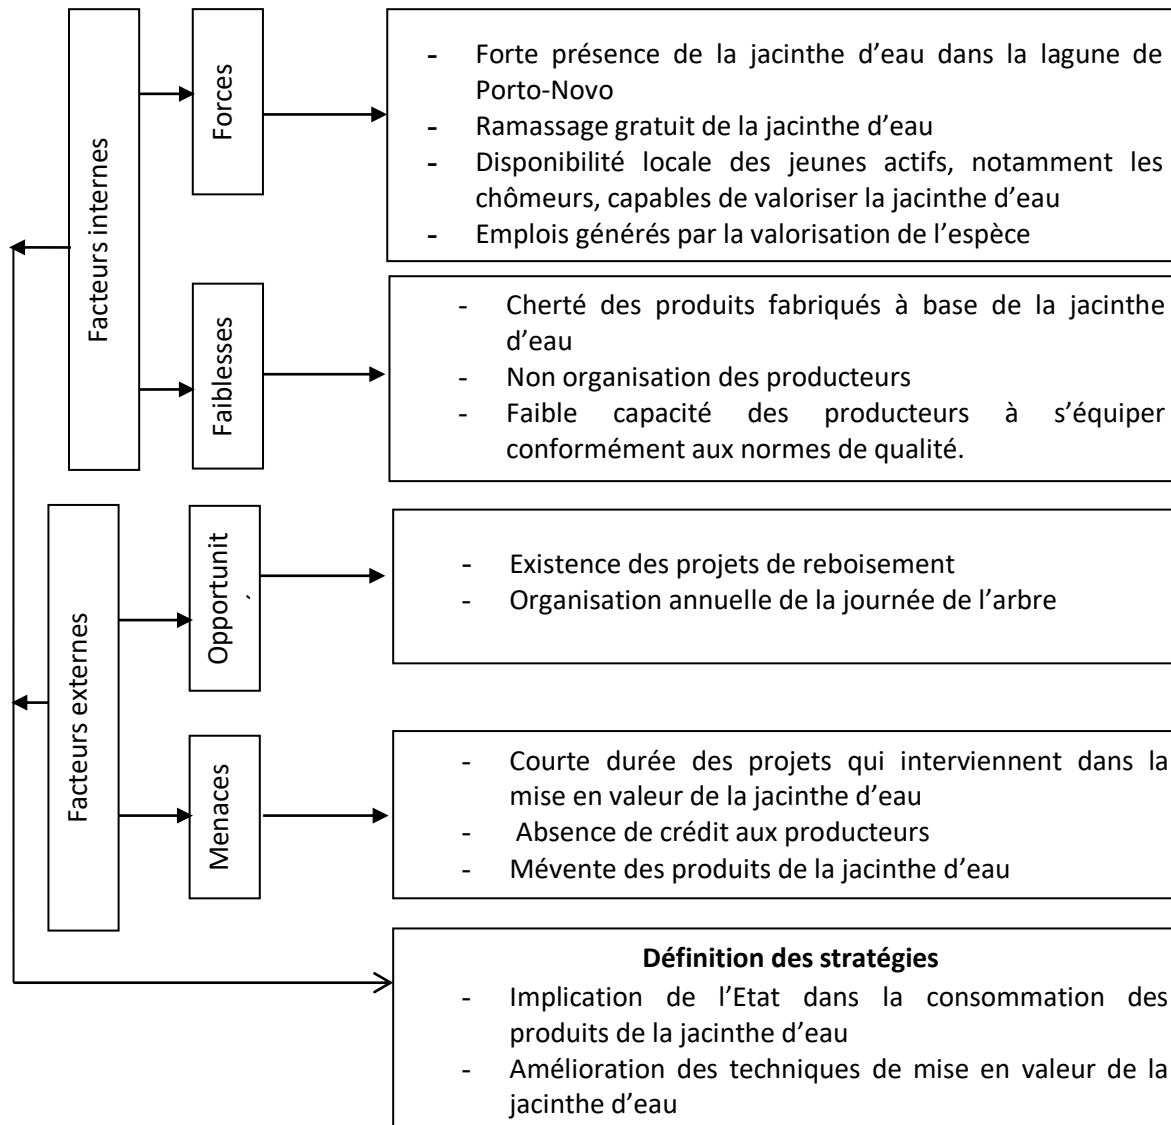 Facteurs internes
Forces
- Forte présence de la jacinthe d’eau dans la lagune de
Porto-Novo
- Ramassage gratuit de la jacinthe d’eau
- Disponibilité locale des jeunes actifs, notamment les
chômeurs, capables de valoriser la jacinthe d’eau
- Emplois générés par la valorisation de l’espèce
Faiblesses
- Cherté des produits fabriqués à base de la jacinthe
d’eau
- Non organisation des producteurs
- Faible capacité des producteurs à s’équiper
conformément aux normes de qualité.
Facteurs externes
Opportunit
- Existence des projets de reboisement
- Organisation annuelle de la journée de l’arbre
Menaces
- Courte durée des projets qui interviennent dans la
mise en valeur de la jacinthe d’eau
- Absence de crédit aux producteurs
- Mévente des produits de la jacinthe d’eau
Définition des stratégies
- Implication de l’Etat dans la consommation des
produits de la jacinthe d’eau
- Amélioration des techniques de mise en valeur de la
jacinthe d’eau